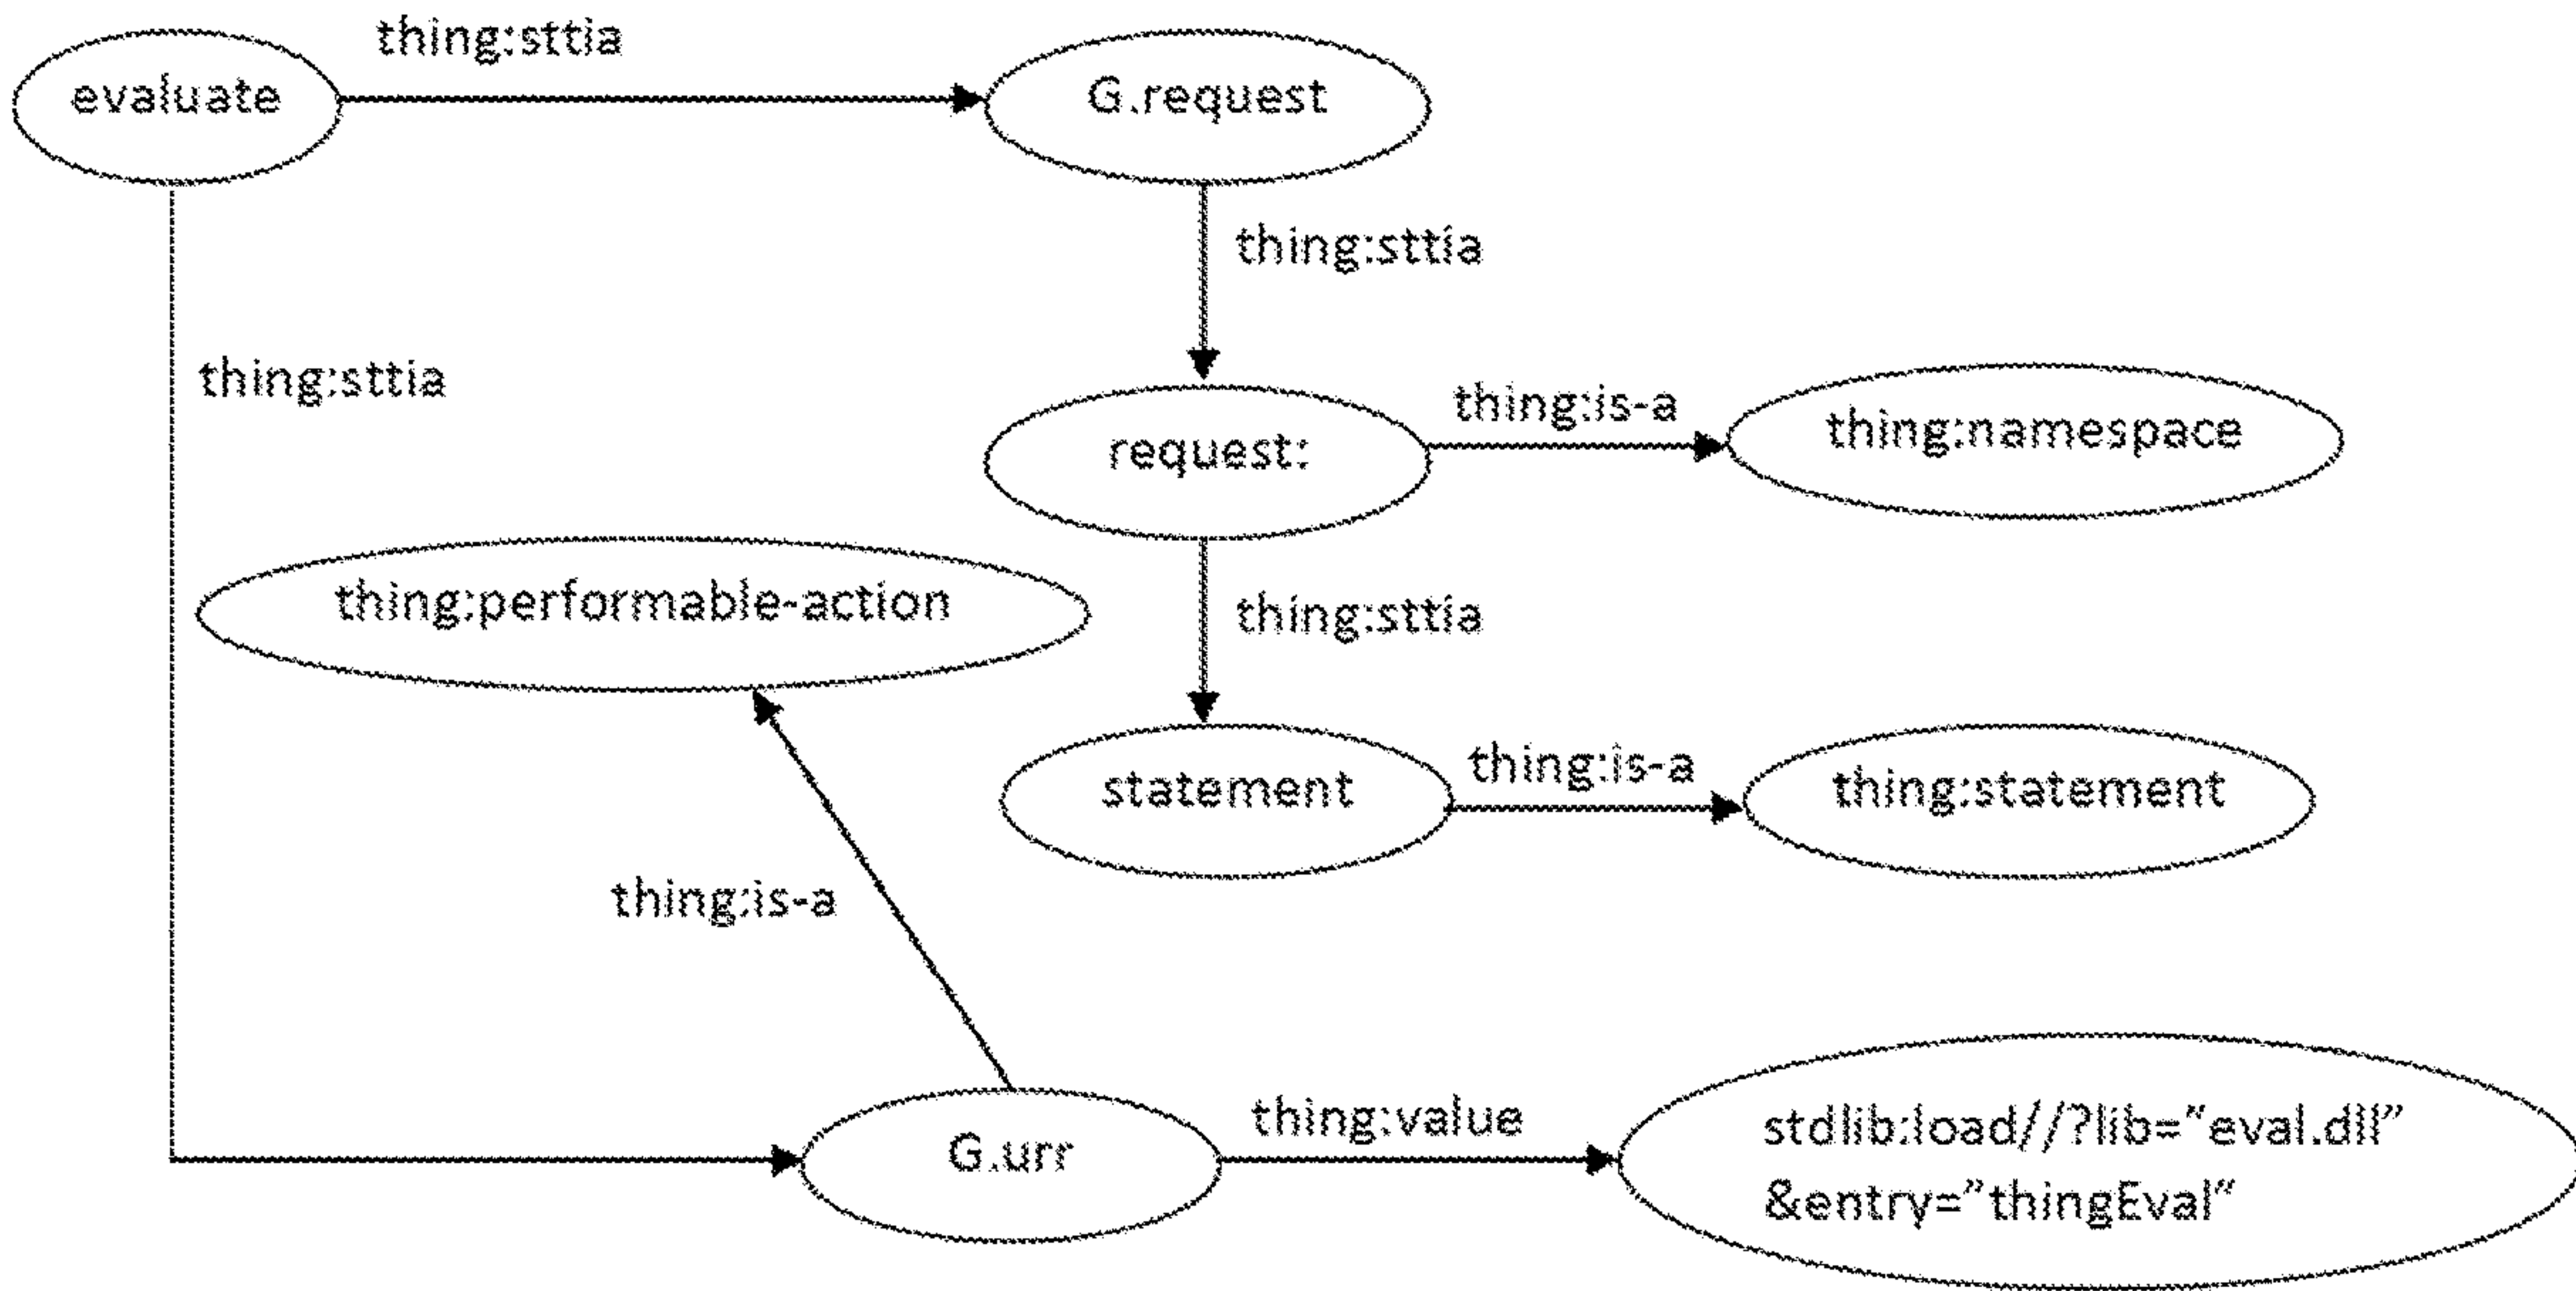 thing:sttia
evaluate
G.request
thing:sttia
thing:sttia
thing:is-a
thing:namespace
request:
thing:performable-action
thing:sttia
thing:is-a
statement
thing:statement
thing:is-a
thing:value
G.urr
stdlib:load//?lib=”eval.dll”
&entry=”thingEval“